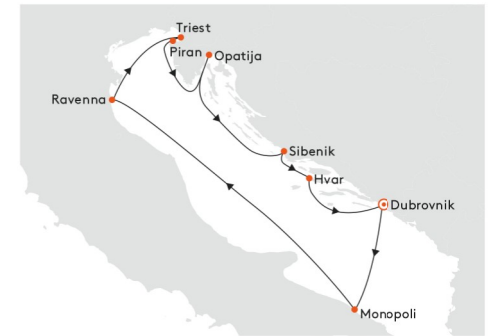 Triest
Piran
Opatija
Ravenna
Sibenik
Hvar
Dubrovnik
Monopoli